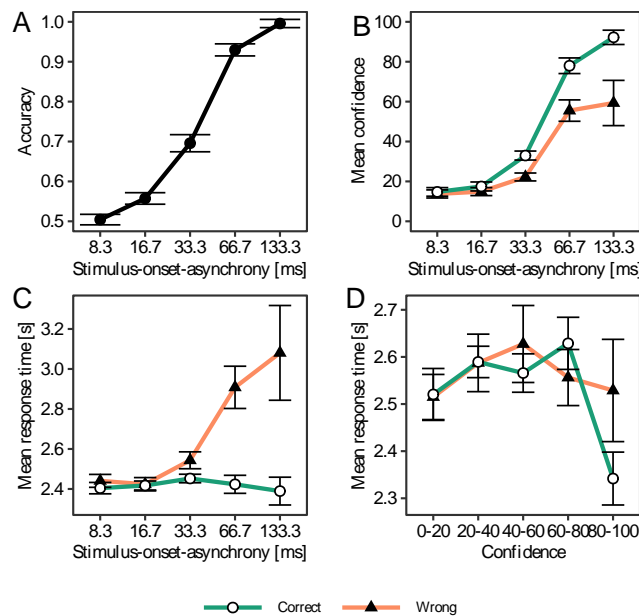 A
Accuracy
1.0
0.9
0.8
0.7
0.6
0.5
8.3 16.7 33.3 66.7 133.3
Stimulus-onset-asynchrony [ms]
B
Mean confidence
100
80
60
40
20
0
8.3 16.7 33.3 66.7 133.3
Stimulus-onset-asynchrony [ms]
C
Mean response time [s]
3.2
3.0
2.8
2.6
2.4
8.3 16.7 33.3 66.7 133.3
Stimulus-onset-asynchrony [ms]
D
Mean response time [s]
2.7
2.6
2.5
2.4
2.3
0-20 20-40 40-60 60-80 80-100
Confidence
Correct Wrong